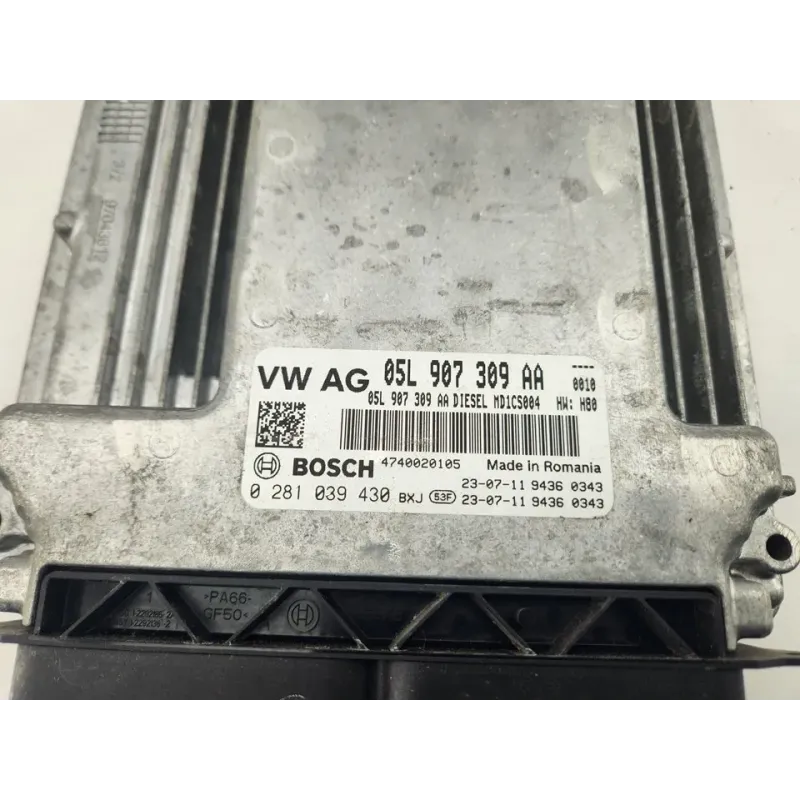 VW AG 05L 907 309 AA ----
0010
05L 907 309 AA DIESEL MD1CS004 HW: H80
BOSCH 4740020105 Made in Romania
23-07-11 9436 0343
0 281 039 430 BXJ 53F 23-07-11 9436 0343
1 >PA66-
GF50<